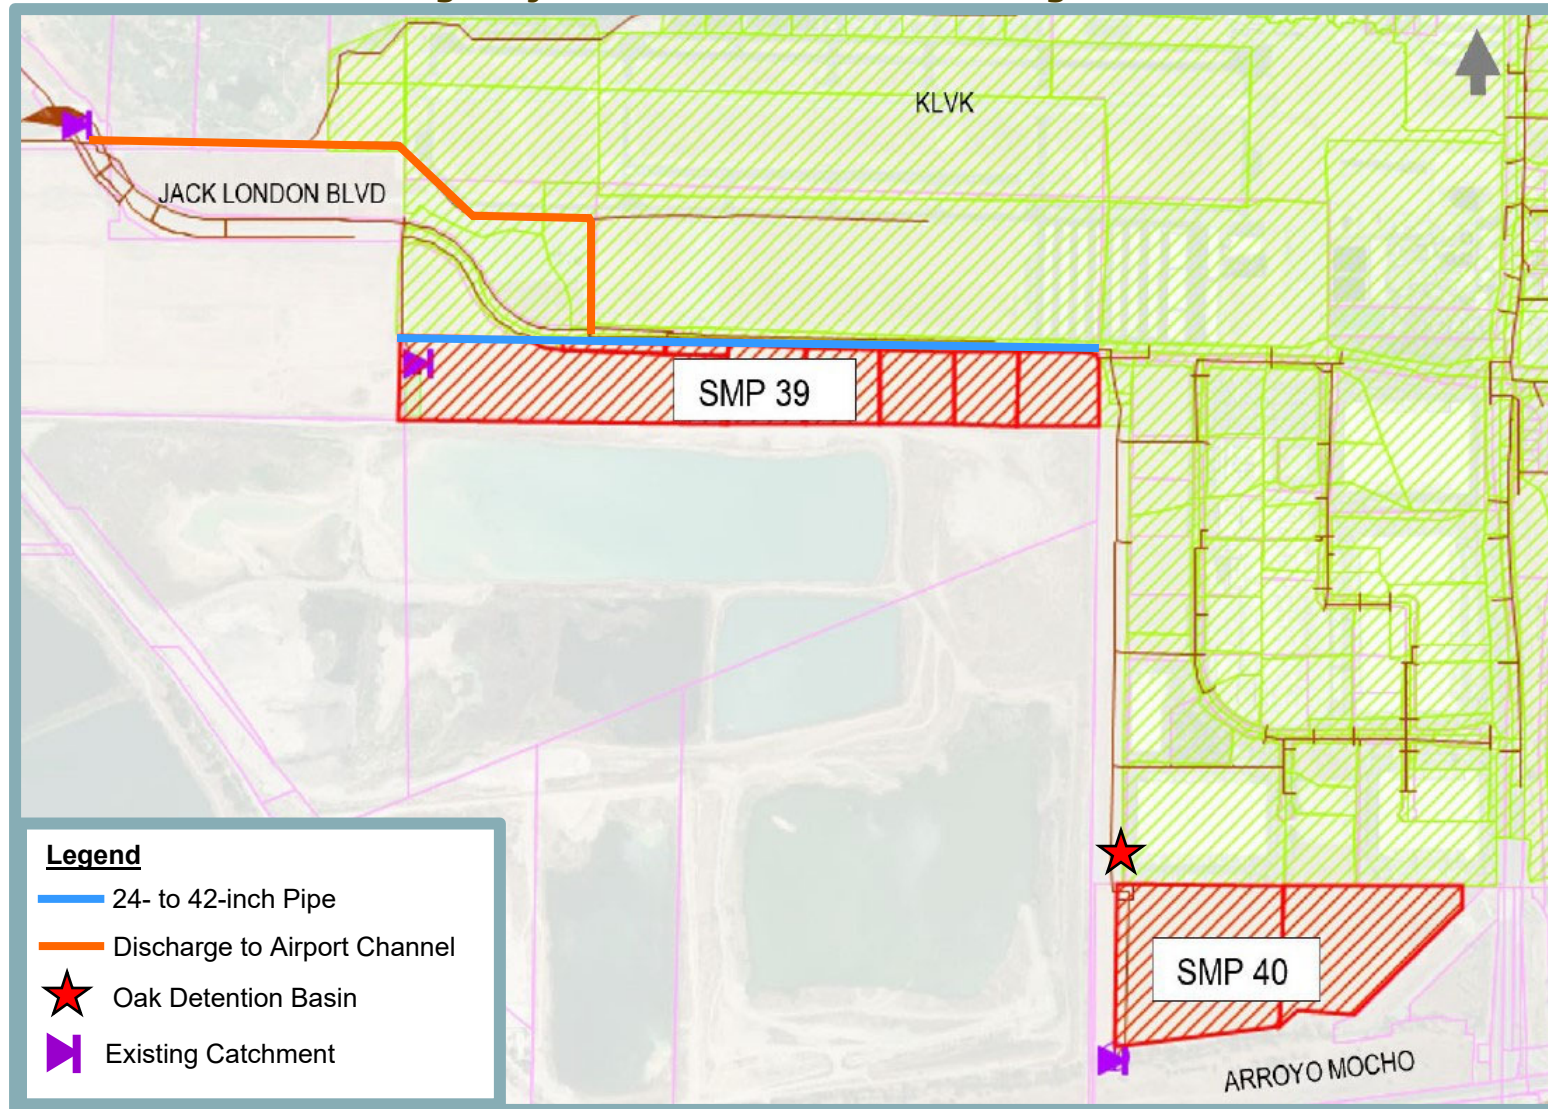 KLVK
JACK LONDON BLVD
SMP 39
SMP 40
ARROYO MOCHO
Legend
24- to 42-inch Pipe
Discharge to Airport Channel
Oak Detention Basin
Existing Catchment